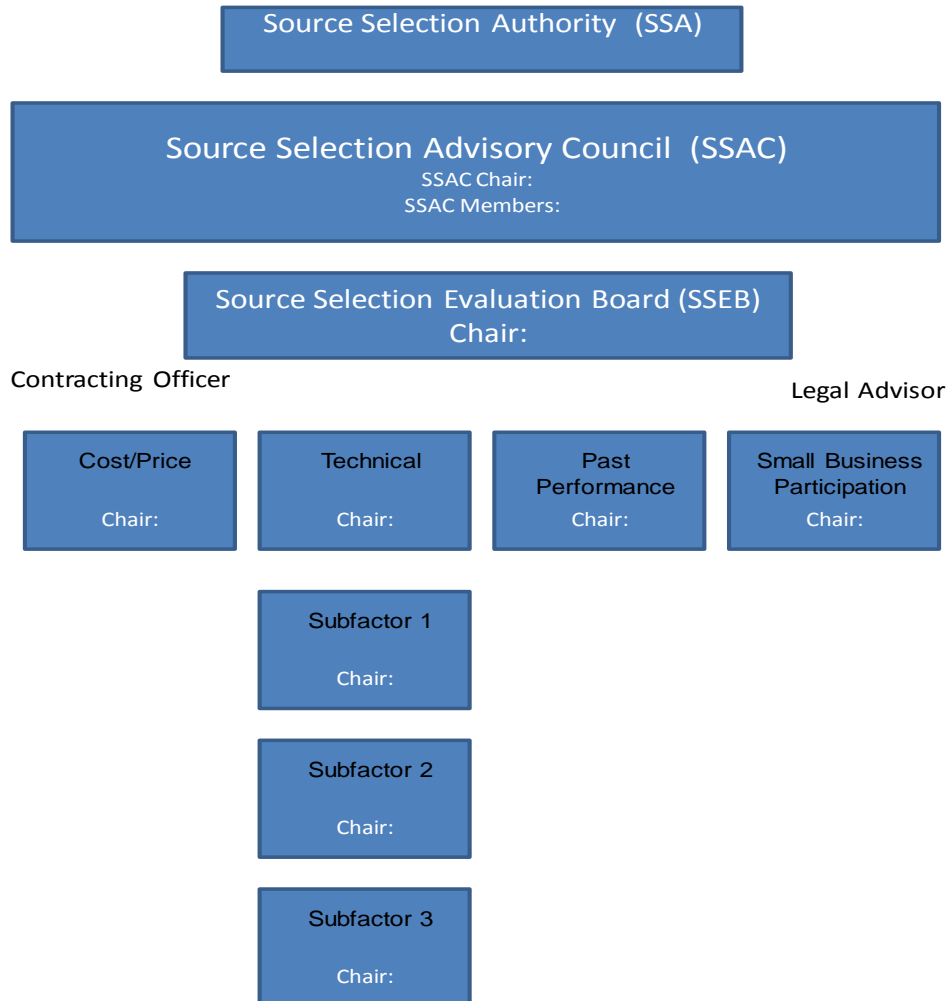 Source Selection Authority (SSA)
Source Selection Advisory Council (SSAC)
SSAC Chair:
SSAC Members:
Source Selection Evaluation Board (SSEB)
Chair:
Contracting Officer
Legal Advisor
Cost/Price
Chair:
Technical
Chair:
Past
Performance
Chair:
Small Business
Participation
Chair:
Subfactor 1
Chair:
Subfactor 2
Chair:
Subfactor 3
Chair: